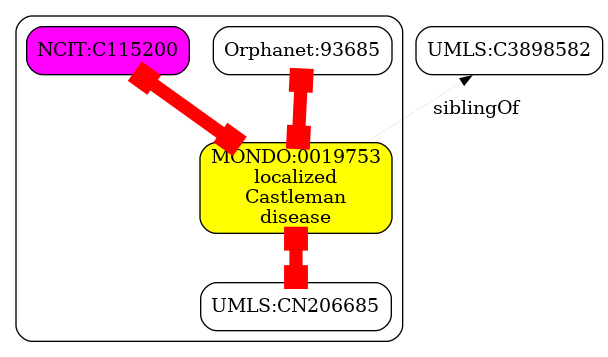 NCIT:C115200
Orphanet:93685
UMLS:C3898582
siblingOf
MONDO:0019753
localized
Castleman
disease
UMLS:CN206685